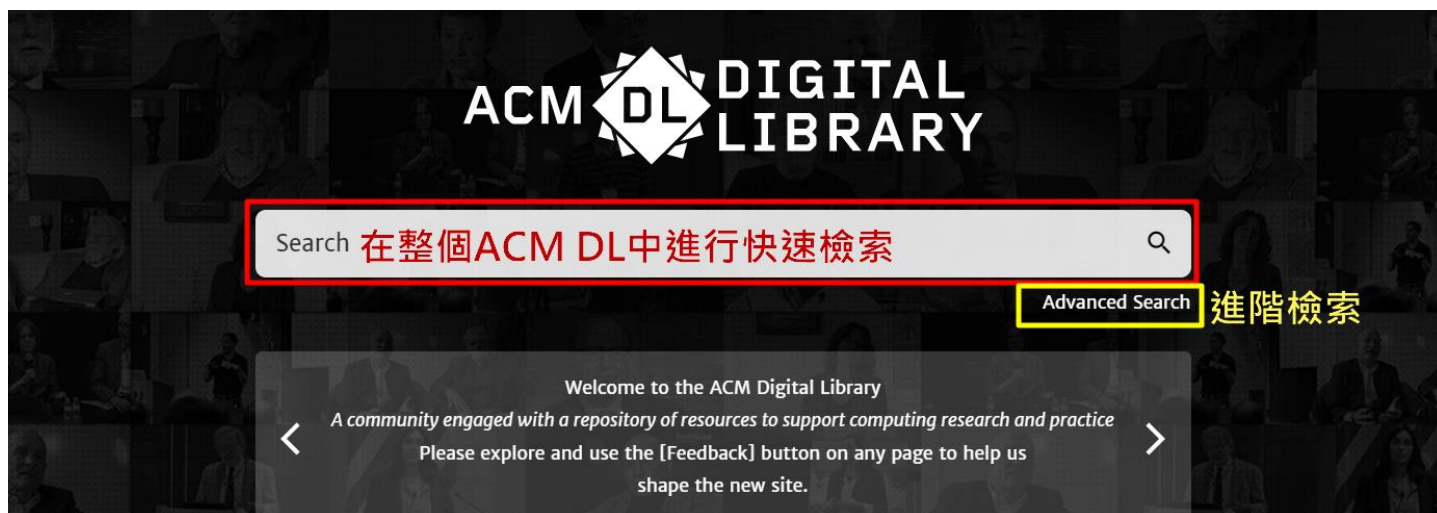 ACM DL DIGITAL LIBRARY
Search 在整個ACM DL中進行快速檢索
Advanced Search 進階檢索
Welcome to the ACM Digital Library
A community engaged with a repository of resources to support computing research and practice
Please explore and use the [Feedback] button on any page to help us
shape the new site.